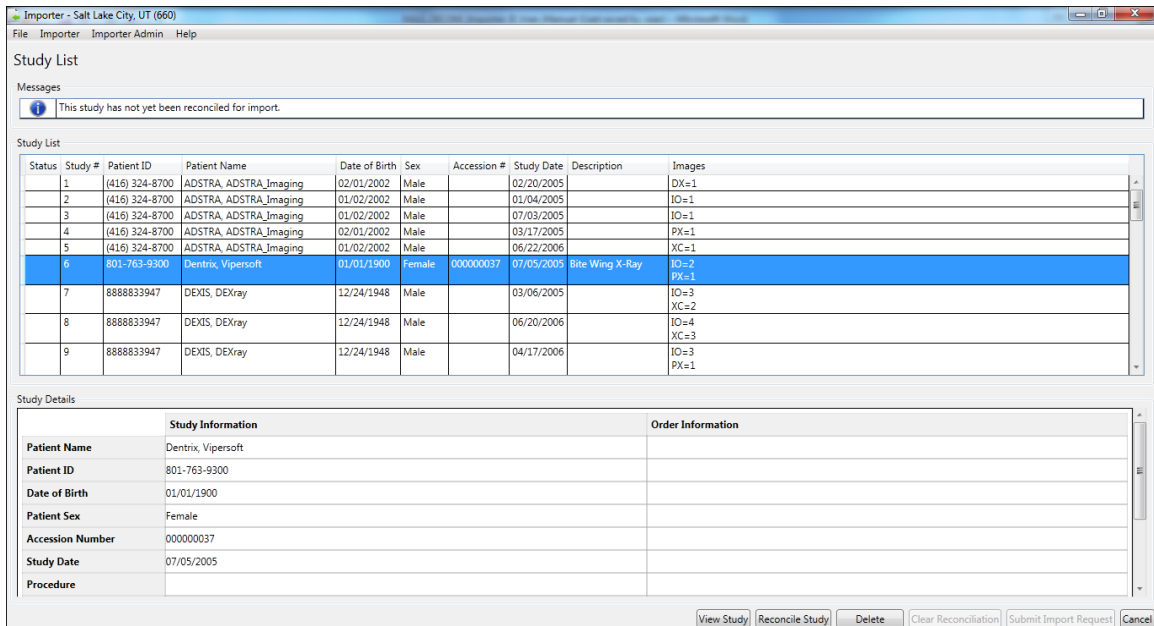 Importer - Salt Lake City, UT (660)
File Importer Importer Admin Help
Study List
Messages
This study has not yet been reconciled for import.
Study List
Status Study # Patient ID Patient Name Date of Birth Sex Accession # Study Date Description Images
1 (416) 324-8700 ADSTRA, ADSTRA_Imaging 02/01/2002 Male 02/20/2005 DX=1
2 (416) 324-8700 ADSTRA, ADSTRA_Imaging 01/02/2002 Male 01/04/2005 IO=1
3 (416) 324-8700 ADSTRA, ADSTRA_Imaging 01/02/2002 Male 07/03/2005 IO=1
4 (416) 324-8700 ADSTRA, ADSTRA_Imaging 02/01/2002 Male 03/17/2005 PX=1
5 (416) 324-8700 ADSTRA, ADSTRA_Imaging 01/02/2002 Male 06/22/2006 XC=1
6 801-763-9300 Dentrix, Vipersoft 01/01/1900 Female 000000037 07/05/2005 Bite Wing X-Ray IO=2
PX=1
7 8888833947 DEXIS, DEXray 12/24/1948 Male 03/06/2005 IO=3
XC=2
8 8888833947 DEXIS, DEXray 12/24/1948 Male 06/20/2006 IO=4
XC=3
9 8888833947 DEXIS, DEXray 12/24/1948 Male 04/17/2006 IO=3
PX=1
Study Details
Study Information Order Information
Patient Name Dentrix, Vipersoft
Patient ID 801-763-9300
Date of Birth 01/01/1900
Patient Sex Female
Accession Number 000000037
Study Date 07/05/2005
Procedure
View Study Reconcile Study Delete Clear Reconciliation Submit Import Request Cancel